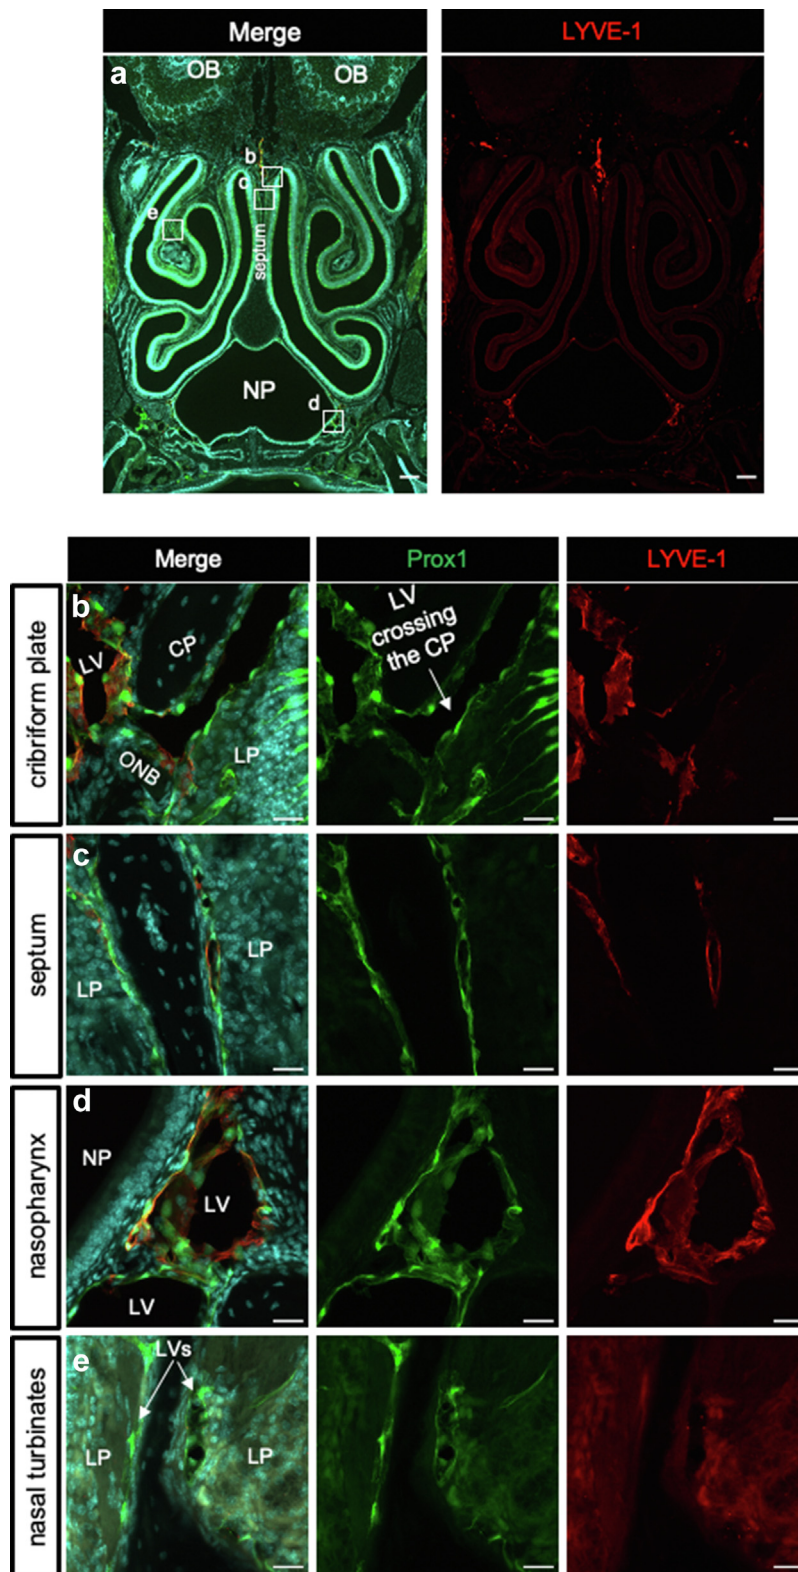 Merge
LYVE-1
a
OB
OB
b
c
e
septum
NP
d
Merge
Prox1
LYVE-1
cribriform plate
b
LV
CP
ONB
LP
LV
crossing
the CP
septum
c
LP
LP
nasopharynx
d
NP
LV
LV
nasal turbinates
e
LVs
LP
LP